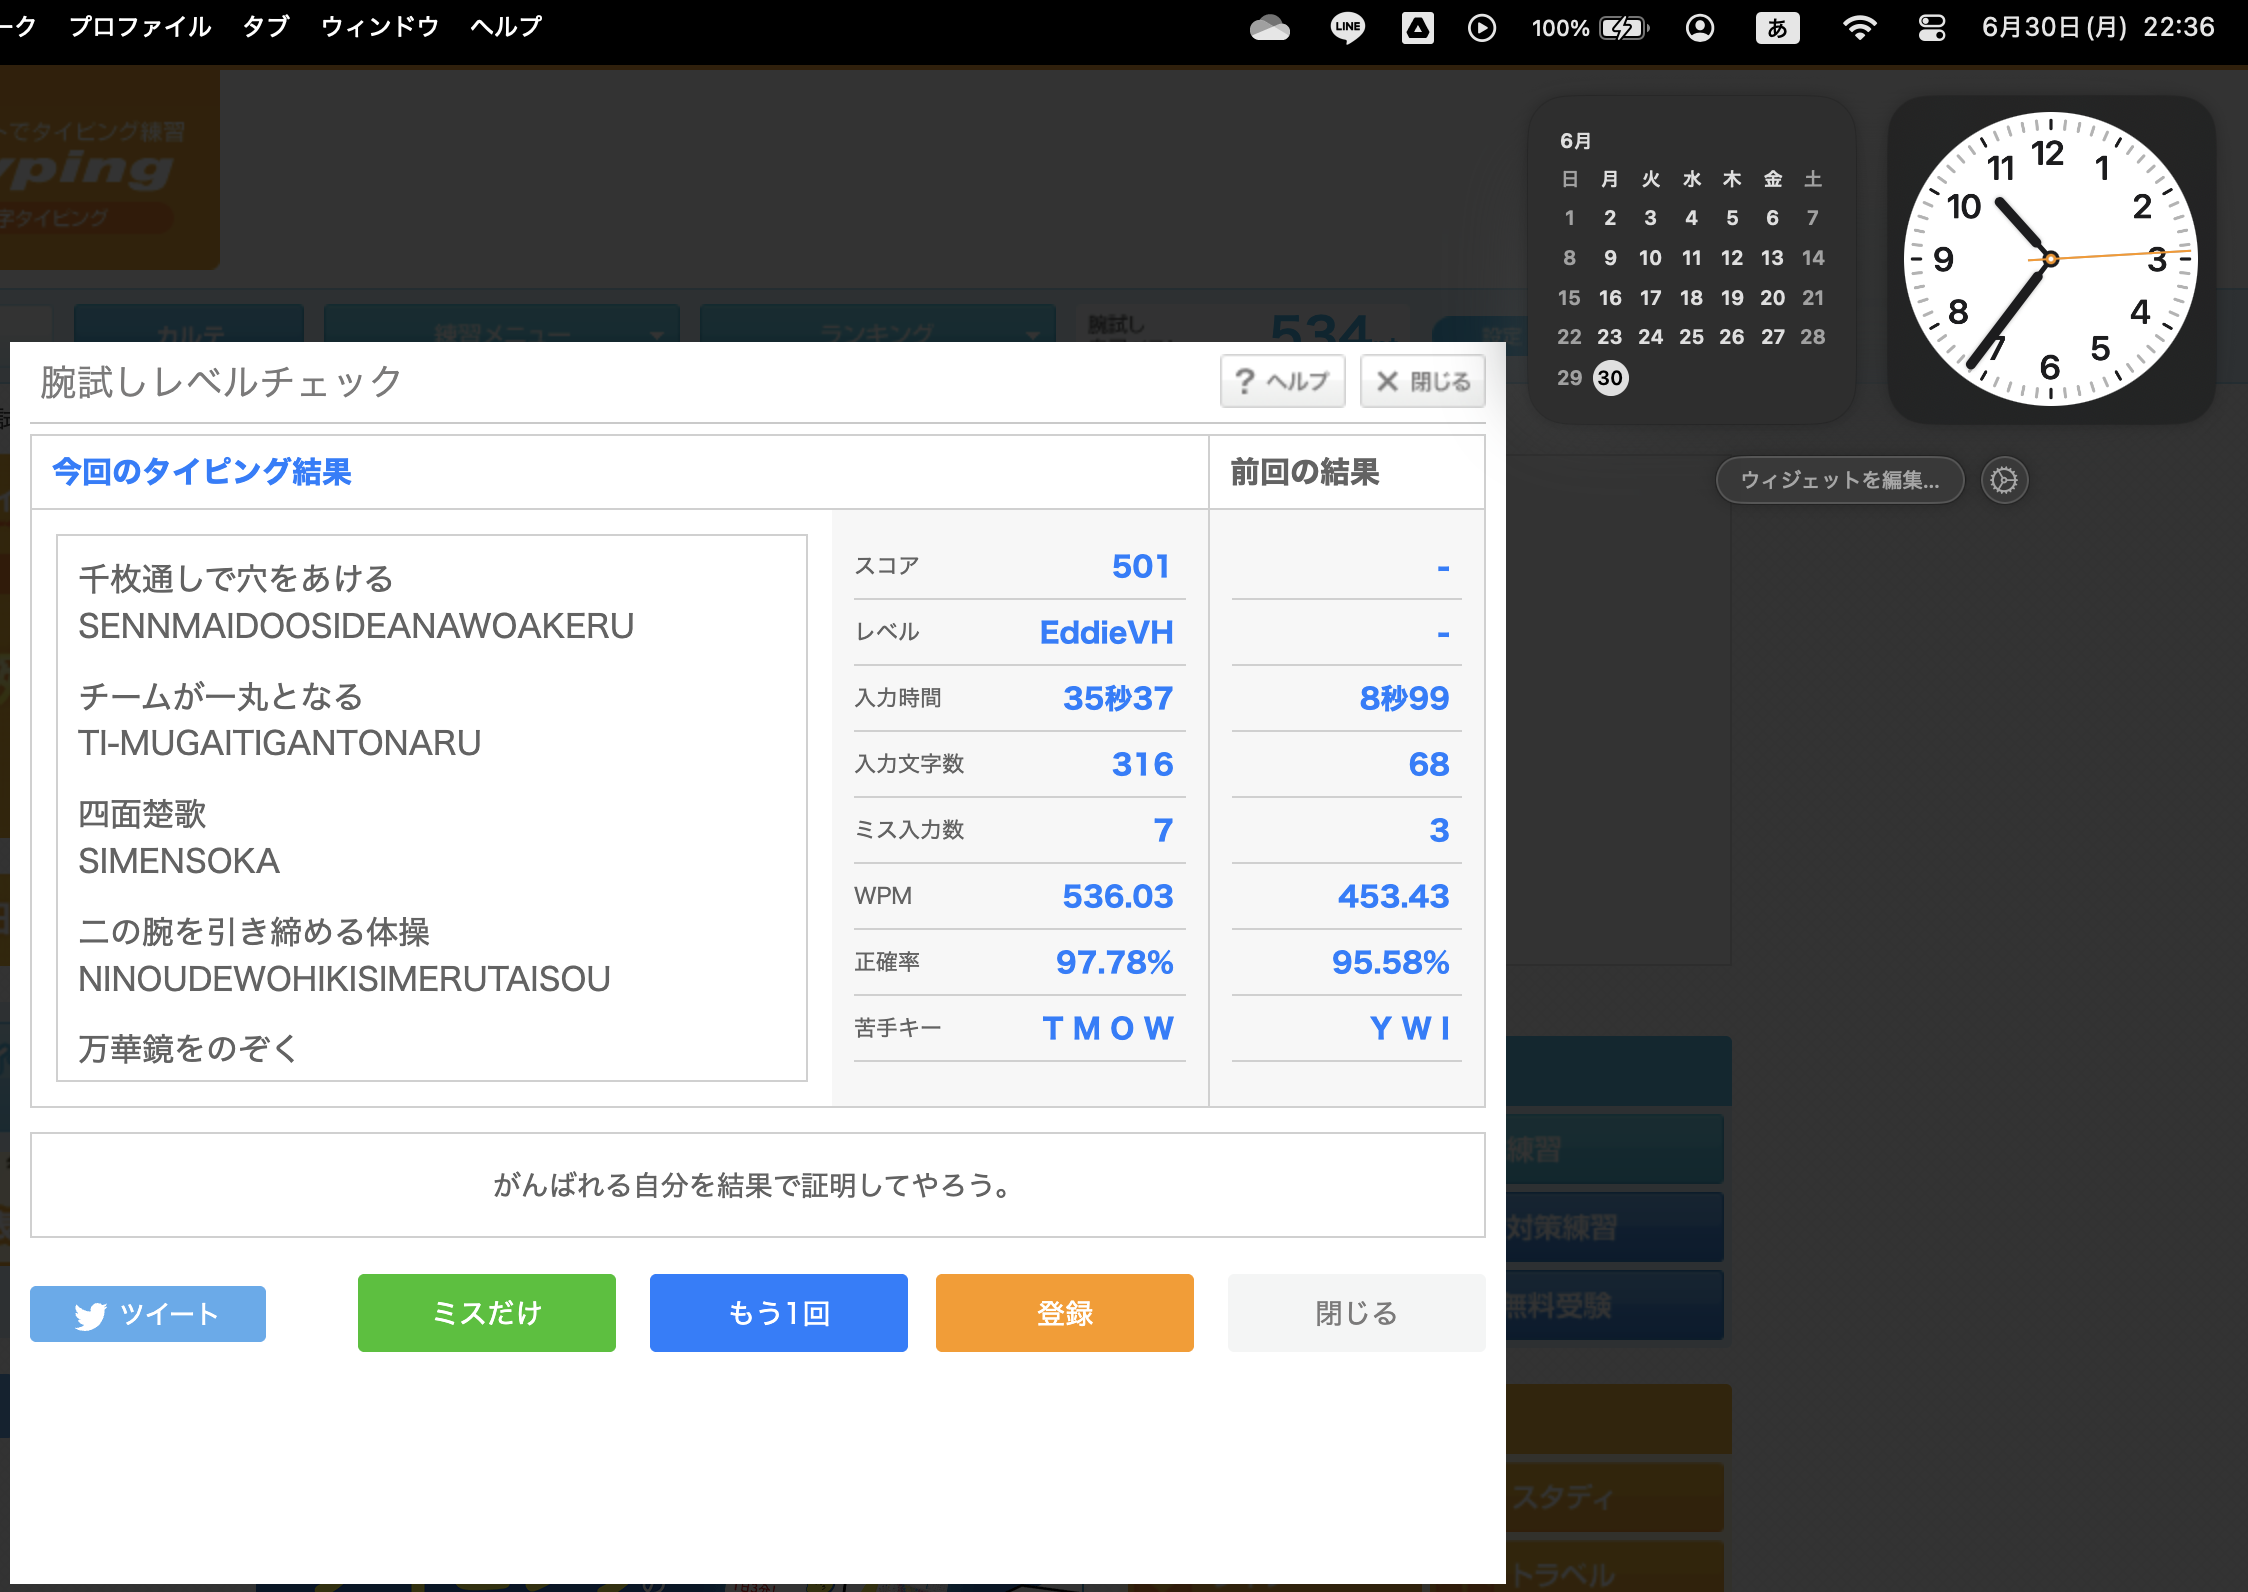 ーク プロファイル タブ ウィンドウ ヘルプ
LINE 100% あ 6月30日(月) 22:36
トでタイピング練習
yping
字タイピング
6月
日 月 火 水 木 金 土
1 2 3 4 5 6 7
8 9 10 11 12 13 14
15 16 17 18 19 20 21
22 23 24 25 26 27 28
29 30
12
1
2
3
4
5
6
7
8
9
10
11
ウィジェットを編集...
カルテ 練習メニュー ランキング 腕試し 534 設定
腕試しレベルチェック
? ヘルプ × 閉じる
今回のタイピング結果 前回の結果
千枚通しで穴をあける
SENNMAIDOOSIDEANAWOAKERU
チームが一丸となる
TI-MUGAITIGANTONARU
四面楚歌
SIMENSOKA
二の腕を引き締める体操
NINOUDEWOHIKISIMERUTAISOU
万華鏡をのぞく
スコア 501 -
レベル EddieVH -
入力時間 35秒37 8秒99
入力文字数 316 68
ミス入力数 7 3
WPM 536.03 453.43
正確率 97.78% 95.58%
苦手キー T M O W Y W I
がんばれる自分を結果で証明してやろう。
ツイート ミスだけ もう1回 登録 閉じる
練習
対策練習
無料受験
スタディ
トラベル